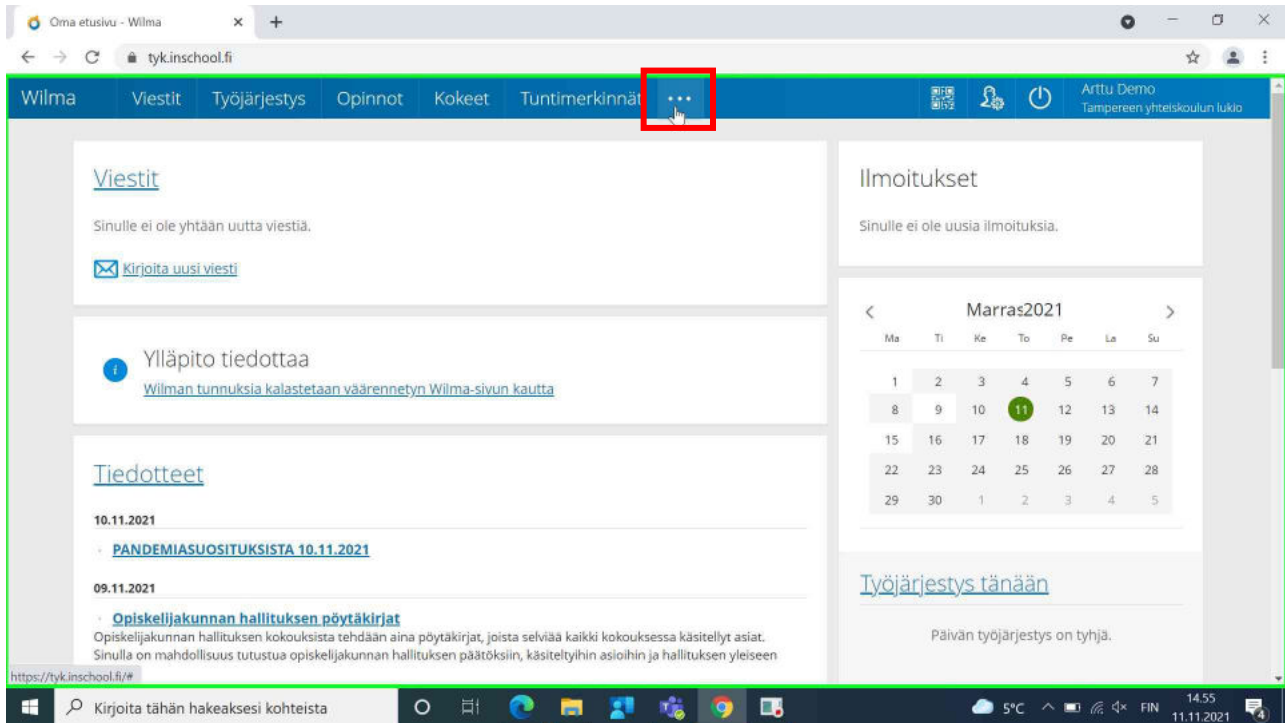 Oma etusivu - Wilma
tyk.inschool.fi
Wilma Viestit Työjärjestys Opinnot Kokeet Tuntimerkinnät ...
Arttu Demo
Tampereen yhteiskoulun lukio
Viestit
Sinulle ei ole yhtään uutta viestiä.
Kirjoita uusi viesti
Ylläpito tiedottaa
Wilman tunnuksia kalastetaan väärennetyn Wilma-sivun kautta
Tiedotteet
10.11.2021
PANDEMIASUOSITUKSISTA 10.11.2021
09.11.2021
Opiskelijakunnan hallituksen pöytäkirjat
Opiskelijakunnan hallituksen kokouksista tehdään aina pöytäkirjat, joista selviää kaikki kokouksessa käsitellyt asiat.
Sinulla on mahdollisuus tutustua opiskelijakunnan hallituksen päätöksiin, käsiteltyihin asioihin ja hallituksen yleiseen
Ilmoitukset
Sinulle ei ole uusia ilmoituksia.
Marras2021
Ma Ti Ke To Pe La Su
1 2 3 4 5 6 7
8 9 10 11 12 13 14
15 16 17 18 19 20 21
22 23 24 25 26 27 28
29 30 1 2 3 4 5
Työjärjestys tänään
Päivän työjärjestys on tyhjä.
https://tyk.inschool.fi/#
Kirjoita tähän hakeaksesi kohteista
5°C FIN
14.55
11.11.2021
4